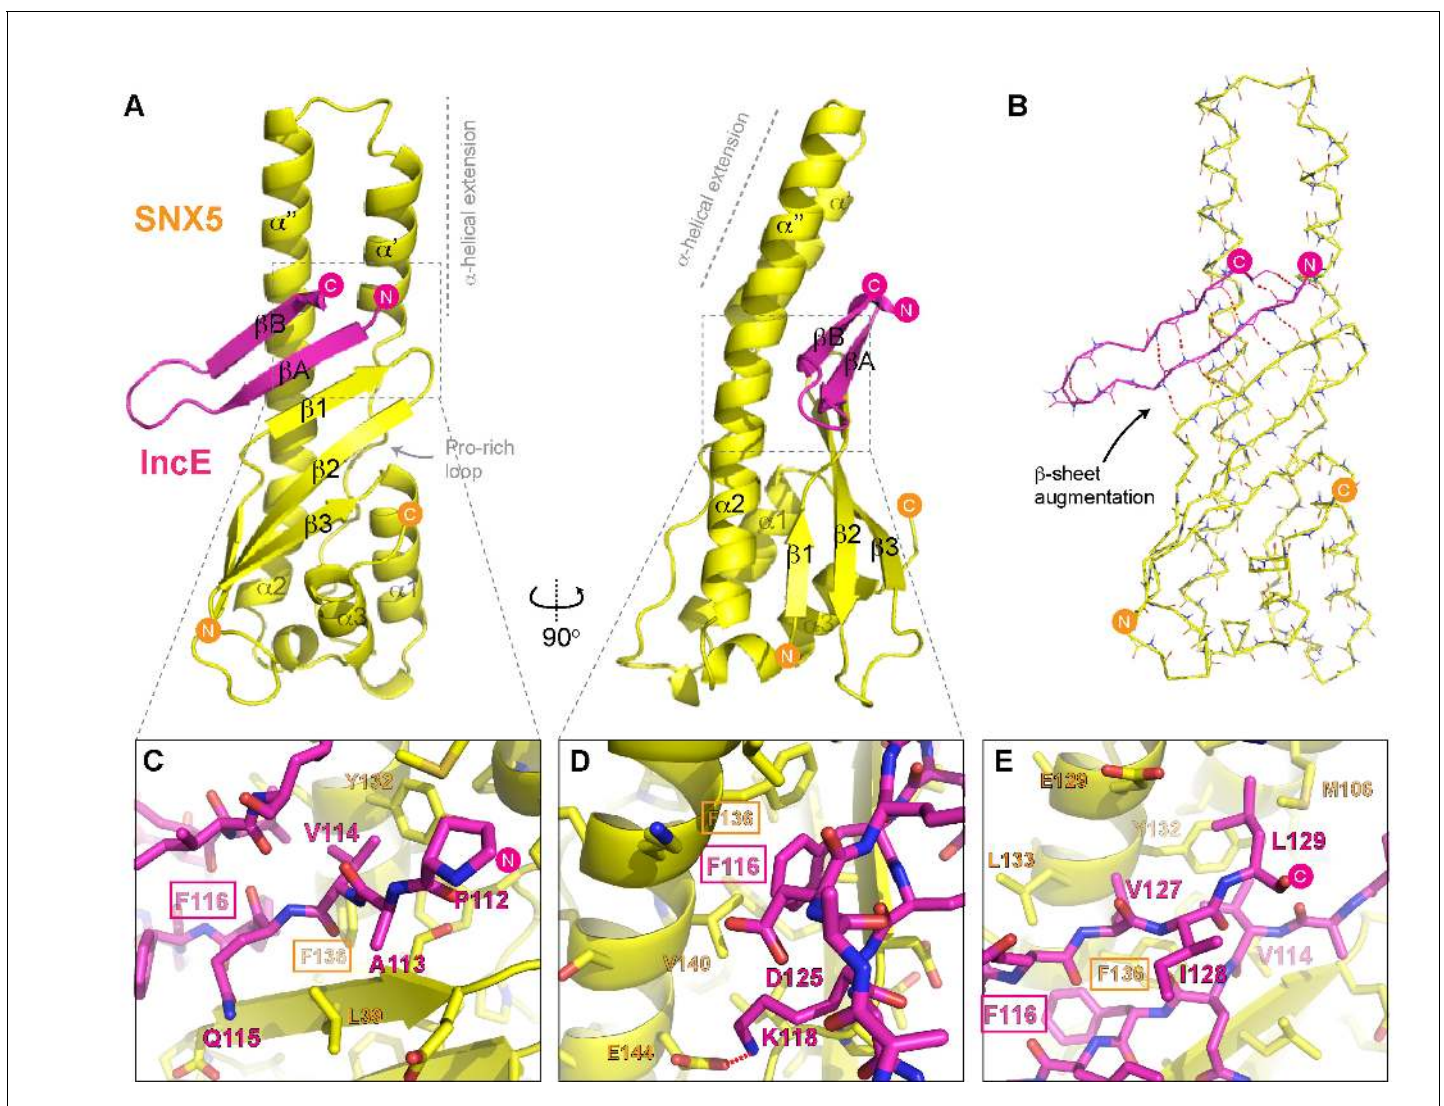 A
B
SNX5
IncE
α-helical extension
α''
α'
C
N
βB
βA
β1
Pro-rich
loop
β2
β3
C
α2
α3
α1
N
90°
α-helical extension
α'
α''
C
N
βB
βA
α2
α1
β1
β2
β3
C
α3
N
C
N
β-sheet
augmentation
C
N
C
Y132
V114
N
F116
P112
F136
A113
L39
Q115
D
F136
F116
V140
D125
K118
E144
E
E129
M106
Y132
L129
L133
C
V127
V114
F136
I128
F116